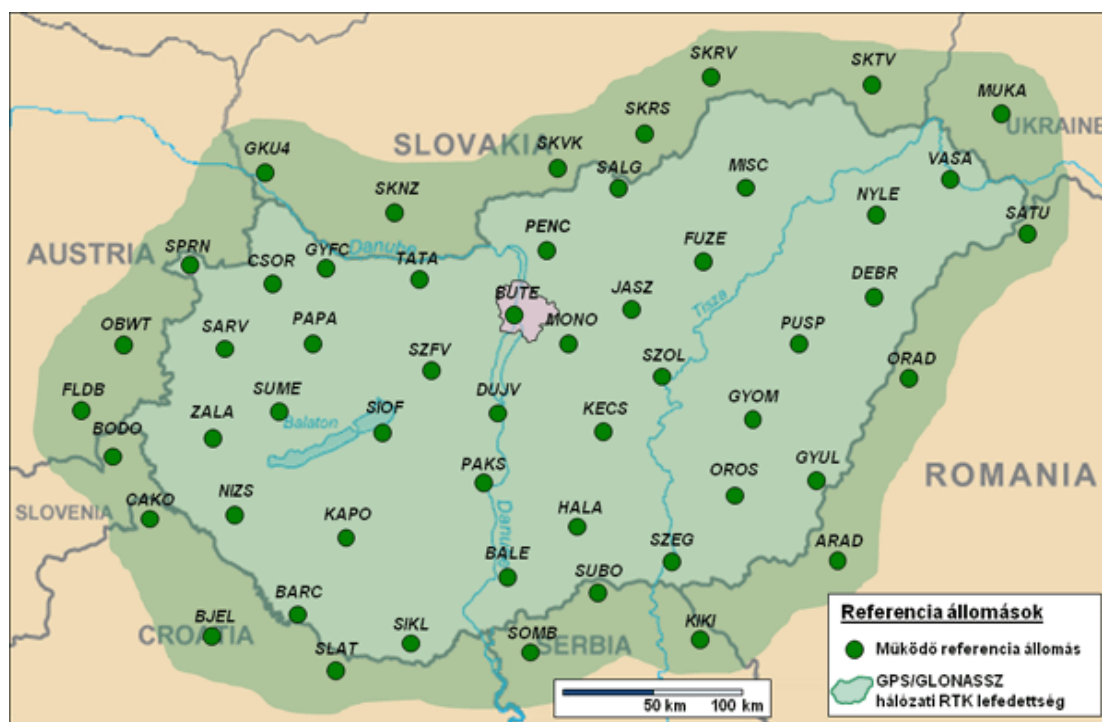 SKRV
SKTV
MUKA
SKRS
UKRAINE
SLOVAKIA
GKU4
SKVK
SALG
MISC
VASA
SKNZ
NYLE
SATU
PENC
AUSTRIA
SPRN
CSOR
GYFC
Danube
TATA
FUZE
DEBR
BUTE
JASZ
Tisza
OBWT
SARV
PAPA
MONO
PUSP
SZFV
SZOL
ORAD
FLDB
SUME
SIOF
DUJV
KECS
GYOM
BODO
ZALA
Balaton
PAKS
OROS
GYUL
ROMANIA
SLOVENIA
CAKO
NIZS
KAPO
Danube
HALA
BALE
SZEG
ARAD
SUBO
BARC
BJEL
CROATIA
SLAT
SIKL
SOMB
SERBIA
KIKI
50 km
100 km
Referencia állomások
Működő referencia állomás
GPS/GLONASSZ
hálózati RTK lefedettség